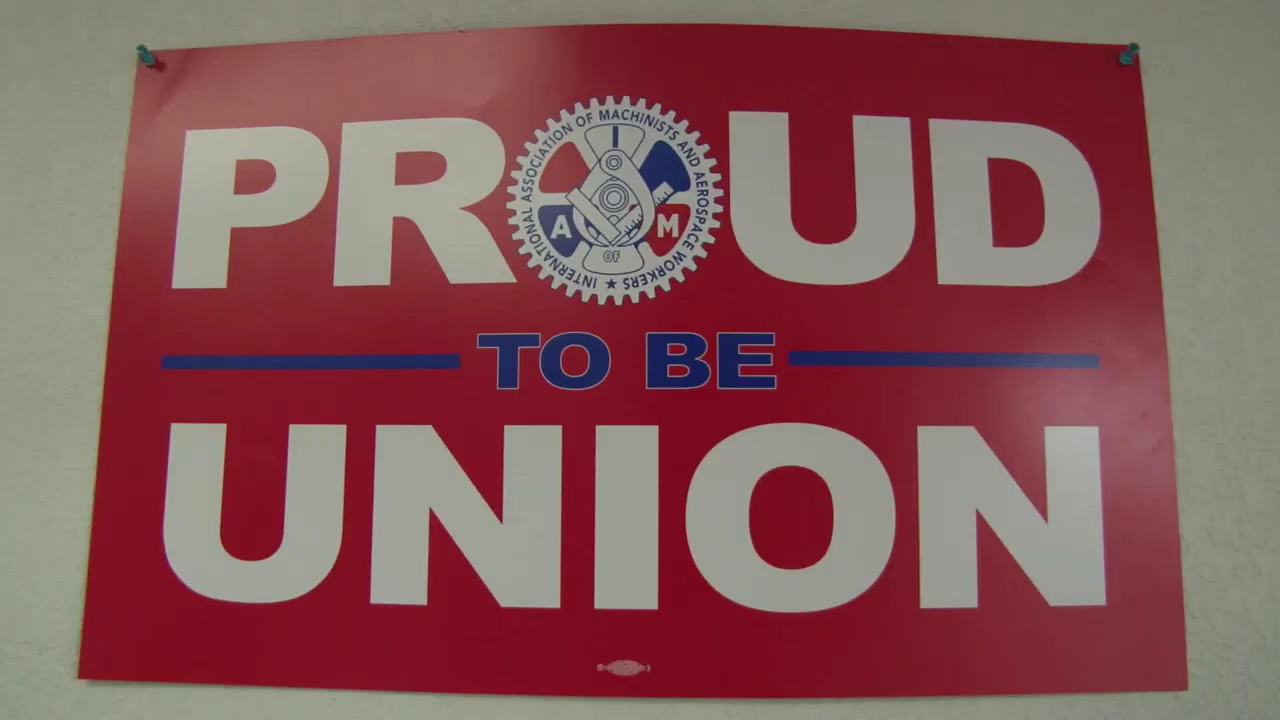 PROUD
INTERNATIONAL ASSOCIATION OF MACHINISTS AND AEROSPACE WORKERS ★
A M
OF
TO BE
UNION